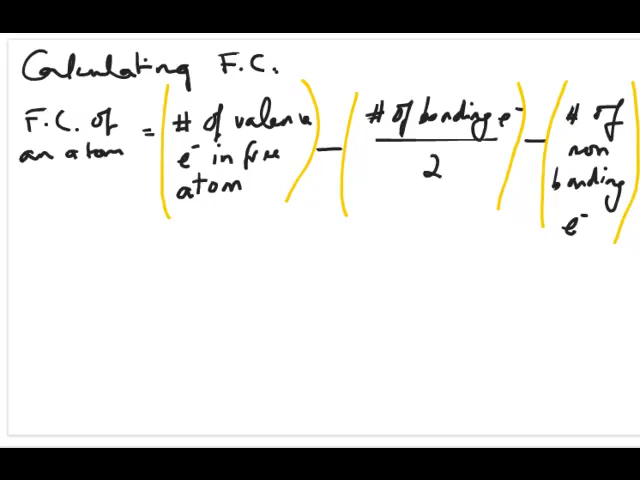 Calculating F.C.
F.C. of an atom = (# of valence e⁻ in free atom) — (# of bonding e⁻ / 2) — (# of non bonding e⁻)